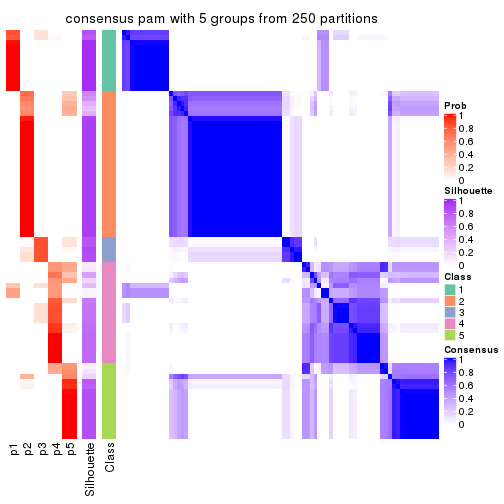 consensus pam with 5 groups from 250 partitions
Prob
1
0.8
0.6
0.4
0.2
0
Silhouette
1
0.8
0.6
0.4
0.2
0
Class
1
2
3
4
5
Consensus
1
0.8
0.6
0.4
0.2
0
p1
p2
p3
p4
p5
Silhouette
Class